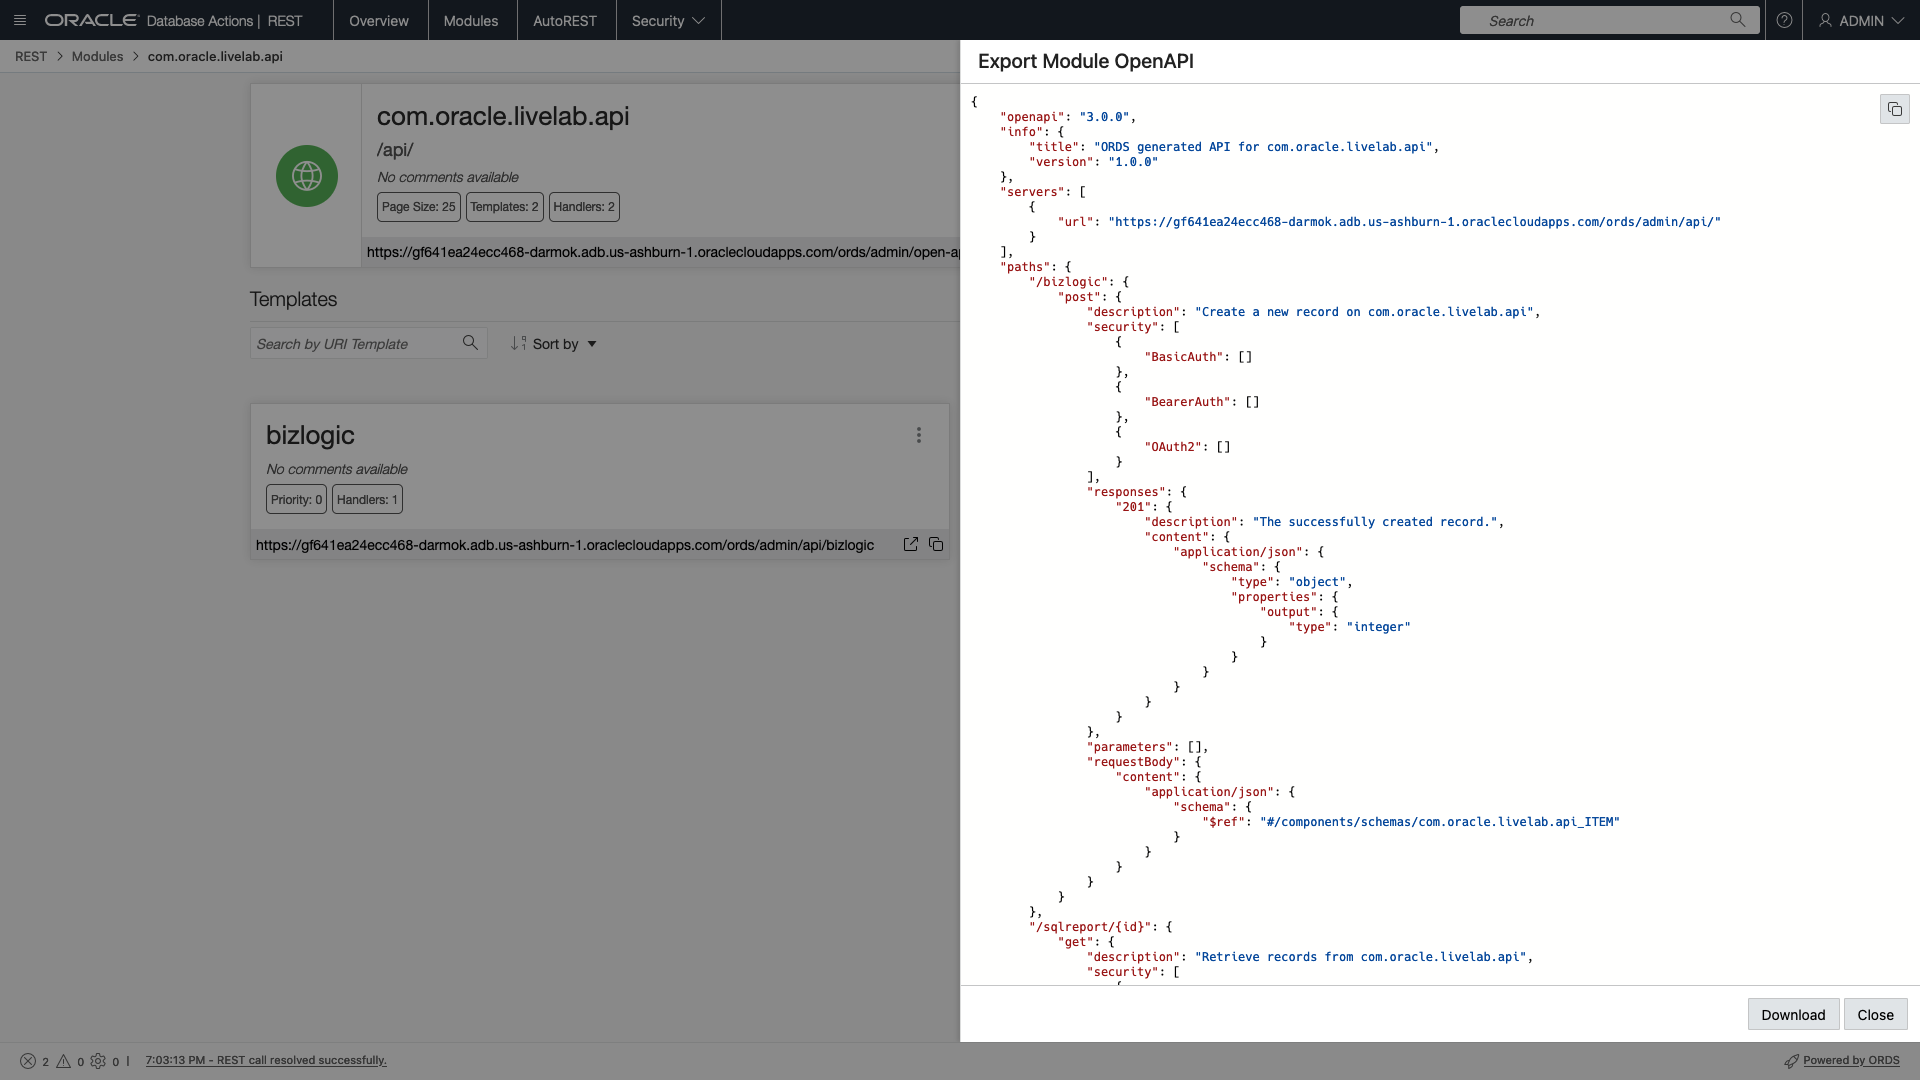 ORACLE Database Actions | REST
Overview
Modules
AutoREST
Security
Search
ADMIN
REST > Modules > com.oracle.livelab.api
com.oracle.livelab.api
/api/
No comments available
Page Size: 25
Templates: 2
Handlers: 2
https://gf641ea24ecc468-darmok.adb.us-ashburn-1.oraclecloudapps.com/ords/admin/open-ap
Templates
Search by URI Template
Sort by
bizlogic
No comments available
Priority: 0
Handlers: 1
https://gf641ea24ecc468-darmok.adb.us-ashburn-1.oraclecloudapps.com/ords/admin/api/bizlogic
Export Module OpenAPI
{
"openapi": "3.0.0",
"info": {
"title": "ORDS generated API for com.oracle.livelab.api",
"version": "1.0.0"
},
"servers": [
{
"url": "https://gf641ea24ecc468-darmok.adb.us-ashburn-1.oraclecloudapps.com/ords/admin/api/"
}
],
"paths": {
"/bizlogic": {
"post": {
"description": "Create a new record on com.oracle.livelab.api",
"security": [
{
"BasicAuth": []
},
{
"BearerAuth": []
},
{
"OAuth2": []
}
],
"responses": {
"201": {
"description": "The successfully created record.",
"content": {
"application/json": {
"schema": {
"type": "object",
"properties": {
"output": {
"type": "integer"
}
}
}
}
}
}
},
"parameters": [],
"requestBody": {
"content": {
"application/json": {
"schema": {
"$ref": "#/components/schemas/com.oracle.livelab.api_ITEM"
}
}
}
}
}
},
"/sqlreport/{id}": {
"get": {
"description": "Retrieve records from com.oracle.livelab.api",
"security": [
{
Download
Close
2 0 0 | 7:03:13 PM - REST call resolved successfully.
Powered by ORDS